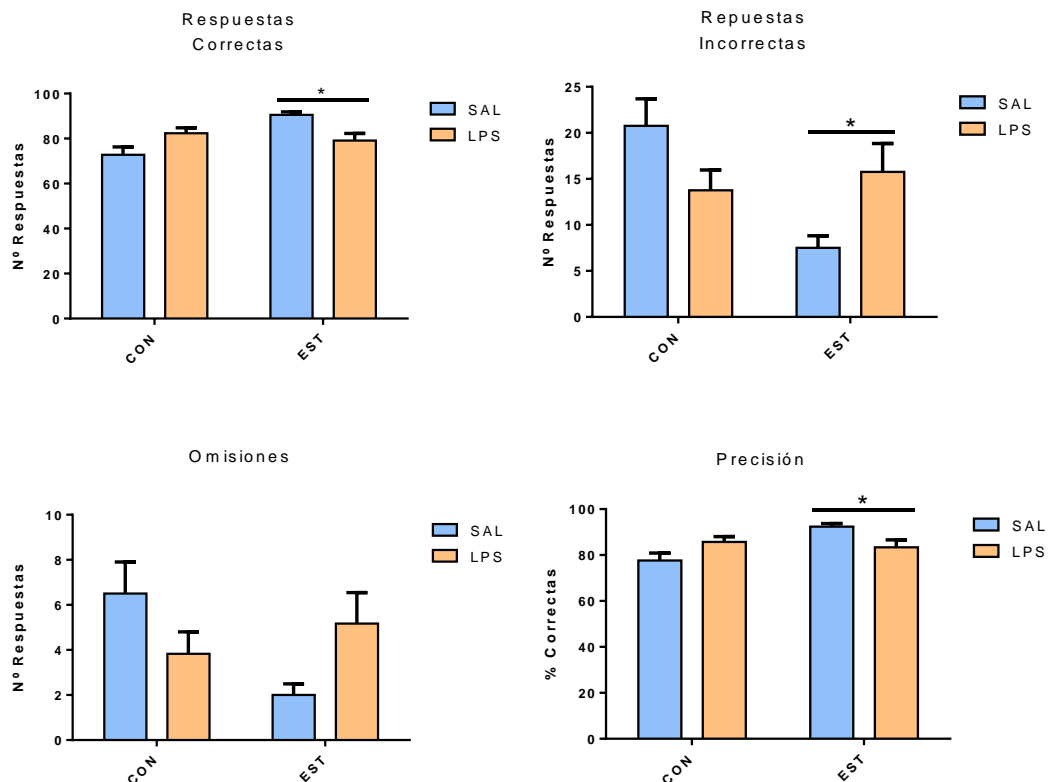 Respuestas
Correctas
Nº Respuestas
100
80
60
40
20
0
*
CON
EST
SAL
LPS
Repuestas
Incorrectas
Nº Respuestas
25
20
15
10
5
0
*
CON
EST
SAL
LPS
Omisiones
Nº Respuestas
10
8
6
4
2
0
CON
EST
SAL
LPS
Precisión
% Correctas
100
80
60
40
20
0
*
CON
EST
SAL
LPS